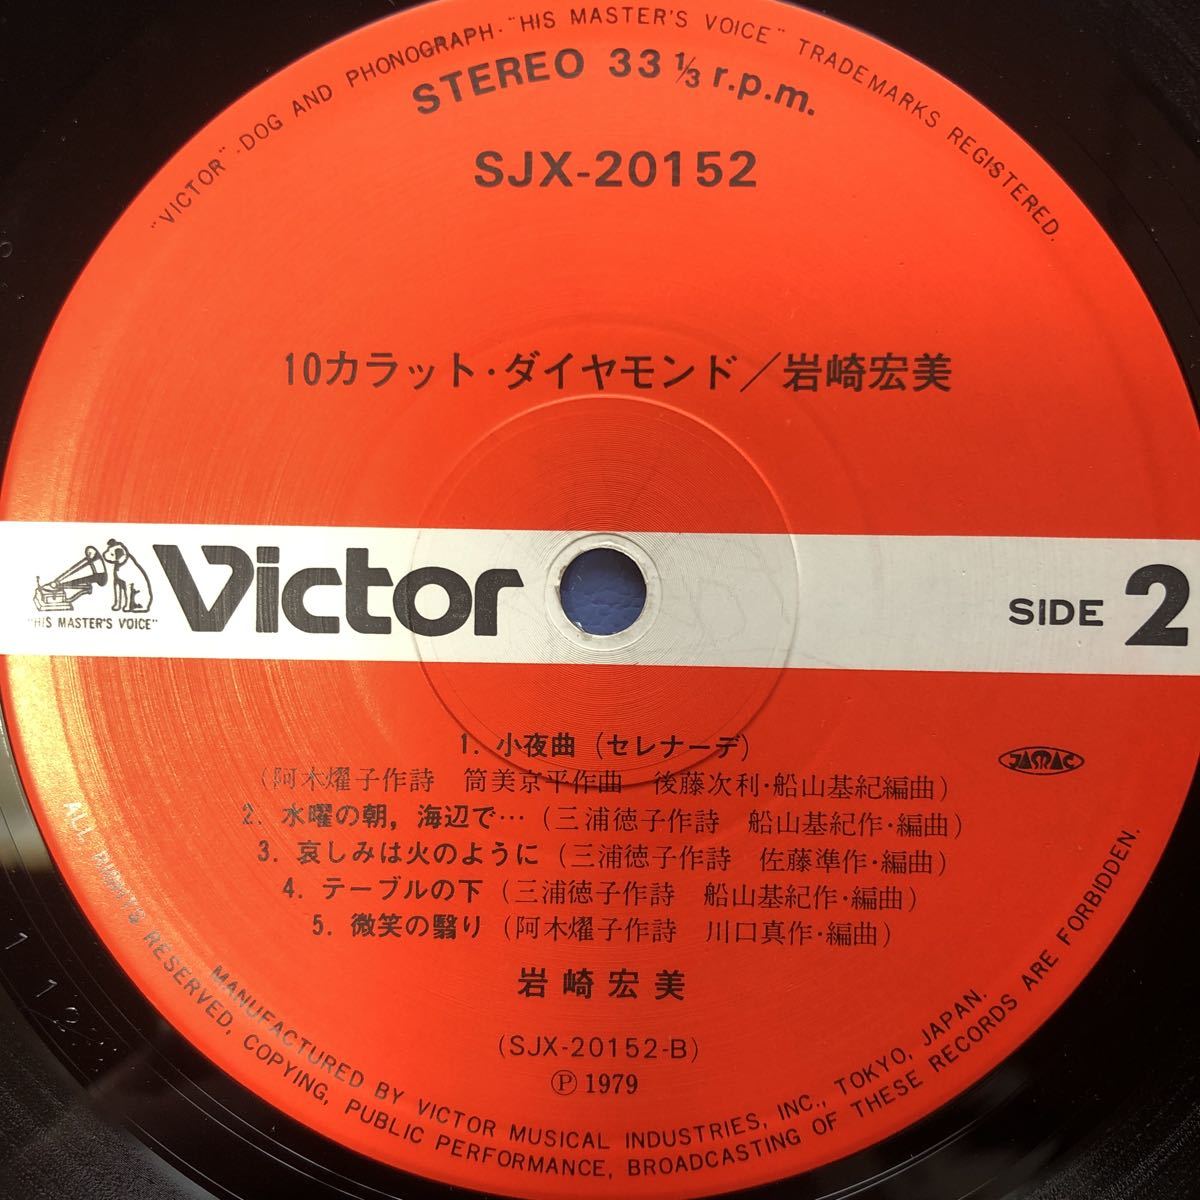 "VICTOR"-DOG AND PHONOGRAPH·"HIS MASTER'S VOICE" TRADEMARKS REGISTERED.
STEREO 33 1/3 r.p.m.
SJX-20152
10カラット・ダイヤモンド／岩崎宏美
"HIS MASTER'S VOICE"
Victor
SIDE 2
1. 小夜曲 (セレナーデ)
(阿木燿子作詩 筒美京平作曲 後藤次利・船山基紀編曲)
2. 水曜の朝，海辺で… (三浦徳子作詩 船山基紀作・編曲)
3. 哀しみは火のように (三浦徳子作詩 佐藤準作・編曲)
4. テーブルの下 (三浦徳子作詩 船山基紀作・編曲)
5. 微笑の翳り (阿木燿子作詩 川口真作・編曲)
JASRAC
岩崎宏美
(SJX-20152-B)
Ⓟ 1979
MANUFACTURED BY VICTOR MUSICAL INDUSTRIES, INC., TOKYO, JAPAN.
ALL RIGHTS RESERVED, COPYING, PUBLIC PERFORMANCE, BROADCASTING OF THESE RECORDS ARE FORBIDDEN.